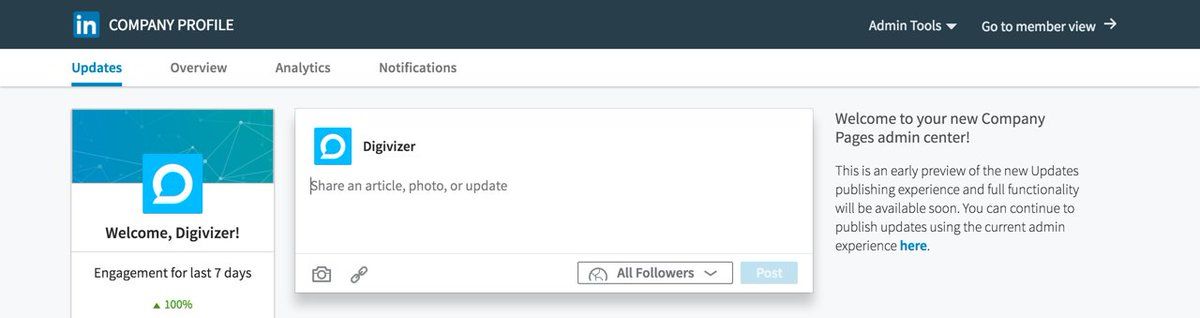 in COMPANY PROFILE
Admin Tools
Go to member view
Updates
Overview
Analytics
Notifications
Welcome, Digivizer!
Engagement for last 7 days
100%
Digivizer
Share an article, photo, or update
All Followers
Post
Welcome to your new Company
Pages admin center!
This is an early preview of the new Updates
publishing experience and full functionality
will be available soon. You can continue to
publish updates using the current admin
experience here.